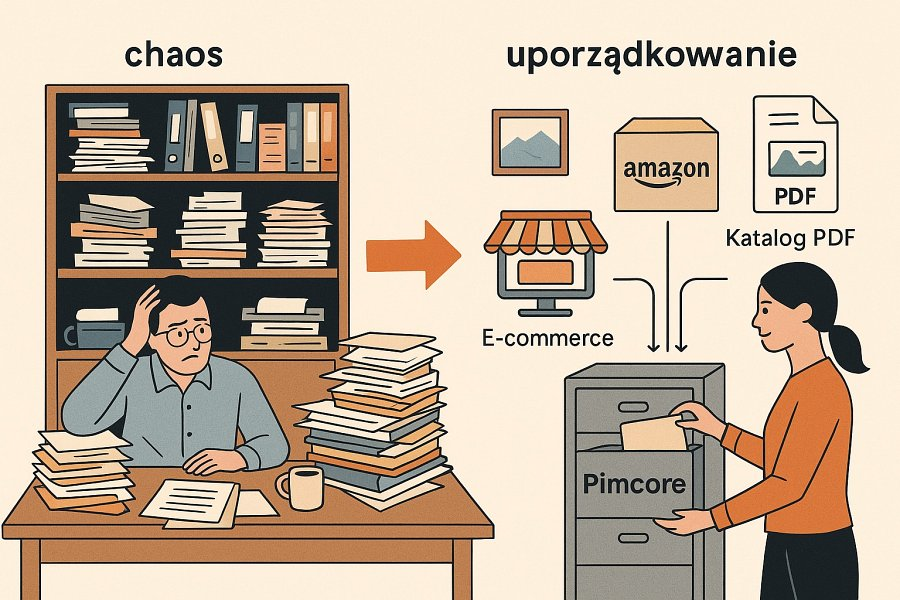 chaos
uporządkowanie
amazon
PDF
Katalog PDF
E-commerce
Pimcore